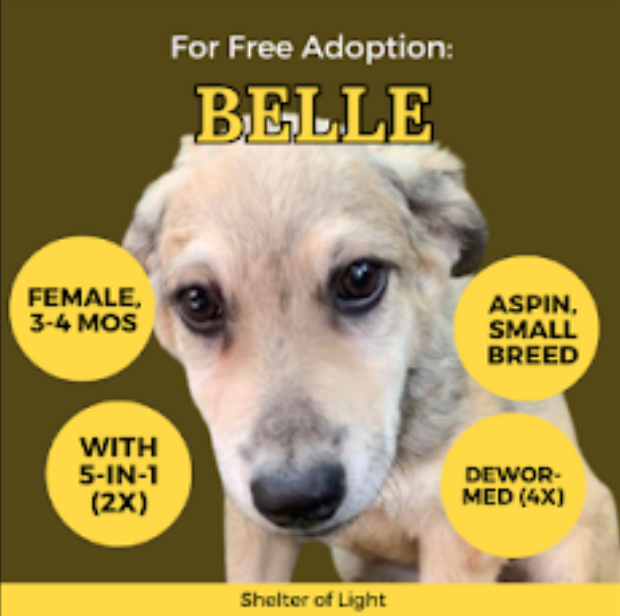 For Free Adoption:
BELLE
FEMALE,
3-4 MOS
ASPIN,
SMALL
BREED
WITH
5-IN-1
(2X)
DEWOR-
MED (4X)
Shelter of Light